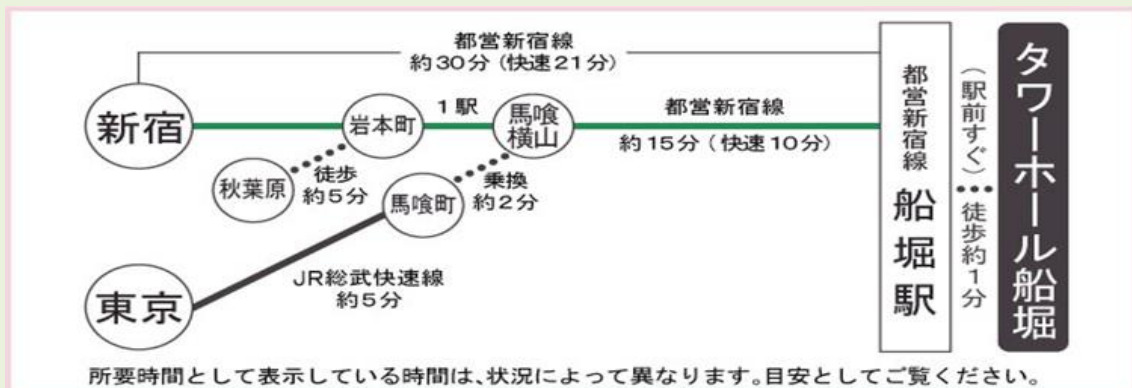 都営新宿線
約30分（快速21分）
新宿
岩本町
1駅
馬喰
横山
都営新宿線
約15分（快速10分）
秋葉原
徒歩
約5分
馬喰町
乗換
約2分
東京
JR総武快速線
約5分
都営新宿線 船堀駅
（駅前すぐ）
徒歩約1分
タワーホール船堀
所要時間として表示している時間は、状況によって異なります。目安としてご覧ください。